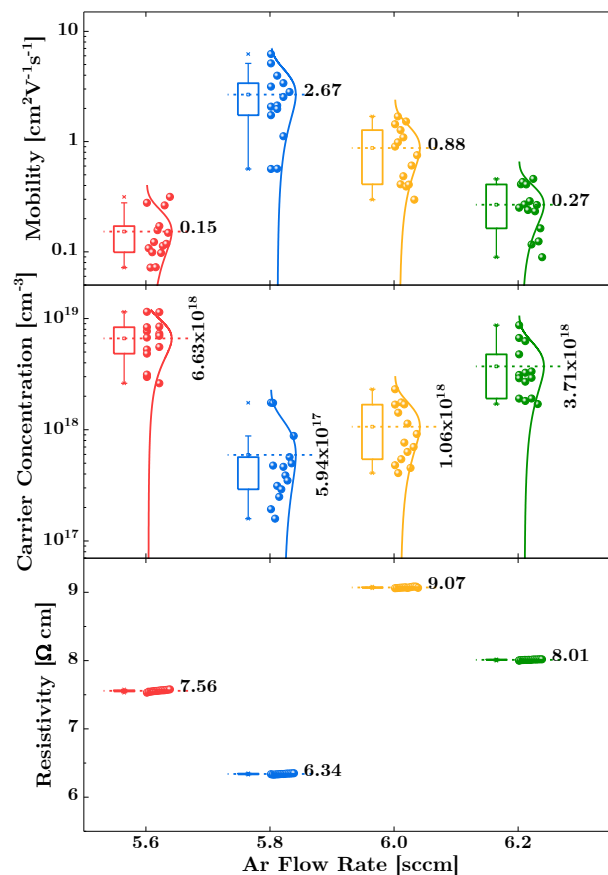 Mobility [cm²V⁻¹s⁻¹]
10
1
0.1
0.15
2.67
0.88
0.27
Carrier Concentration [cm⁻³]
10¹⁹
10¹⁸
10¹⁷
6.63x10¹⁸
5.94x10¹⁷
1.06x10¹⁸
3.71x10¹⁸
Resistivity [Ω cm]
9
8
7
6
7.56
6.34
9.07
8.01
5.6 5.8 6.0 6.2
Ar Flow Rate [sccm]